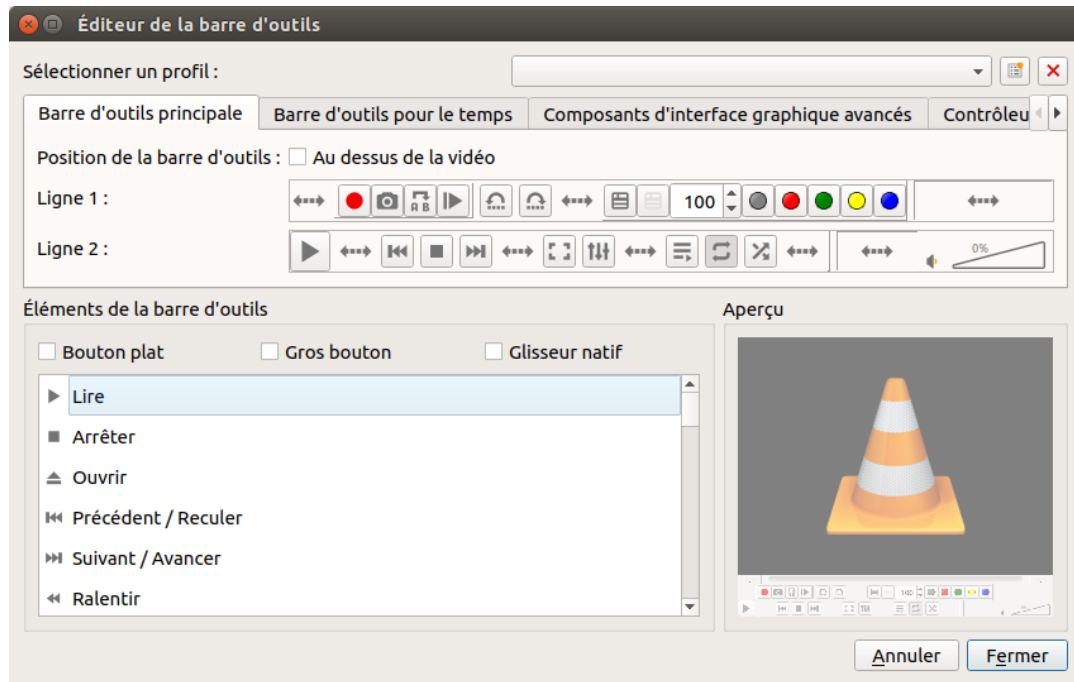 Éditeur de la barre d'outils
Sélectionner un profil :
Barre d'outils principale Barre d'outils pour le temps Composants d'interface graphique avancés Contrôleu
Position de la barre d'outils : Au dessus de la vidéo
Ligne 1 : A B 100
Ligne 2 : 0%
Éléments de la barre d'outils Aperçu
Bouton plat Gros bouton Glisseur natif
Lire
Arrêter
Ouvrir
Précédent / Reculer
Suivant / Avancer
Ralentir
100
Annuler Fermer